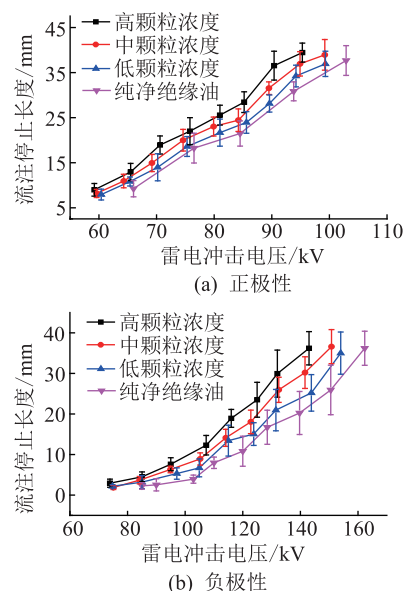 45
35
25
15
5
流注停止长度/mm
高颗粒浓度
中颗粒浓度
低颗粒浓度
纯净绝缘油
60 70 80 90 100 110
雷电冲击电压/kV
(a) 正极性
40
30
20
10
0
流注停止长度/mm
高颗粒浓度
中颗粒浓度
低颗粒浓度
纯净绝缘油
60 80 100 120 140 160
雷电冲击电压/kV
(b) 负极性